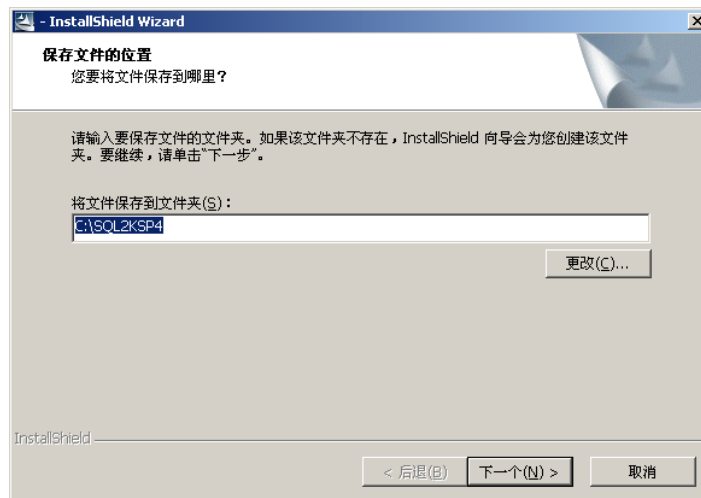 - InstallShield Wizard
保存文件的位置
您要将文件保存到哪里？
请输入要保存文件的文件夹。如果该文件夹不存在，InstallShield 向导会为您创建该文件
夹。要继续，请单击“下一步”。
将文件保存到文件夹(S)：
C:\SQL2KSP4
更改(C)...
InstallShield
< 后退(B)
下一个(N) >
取消